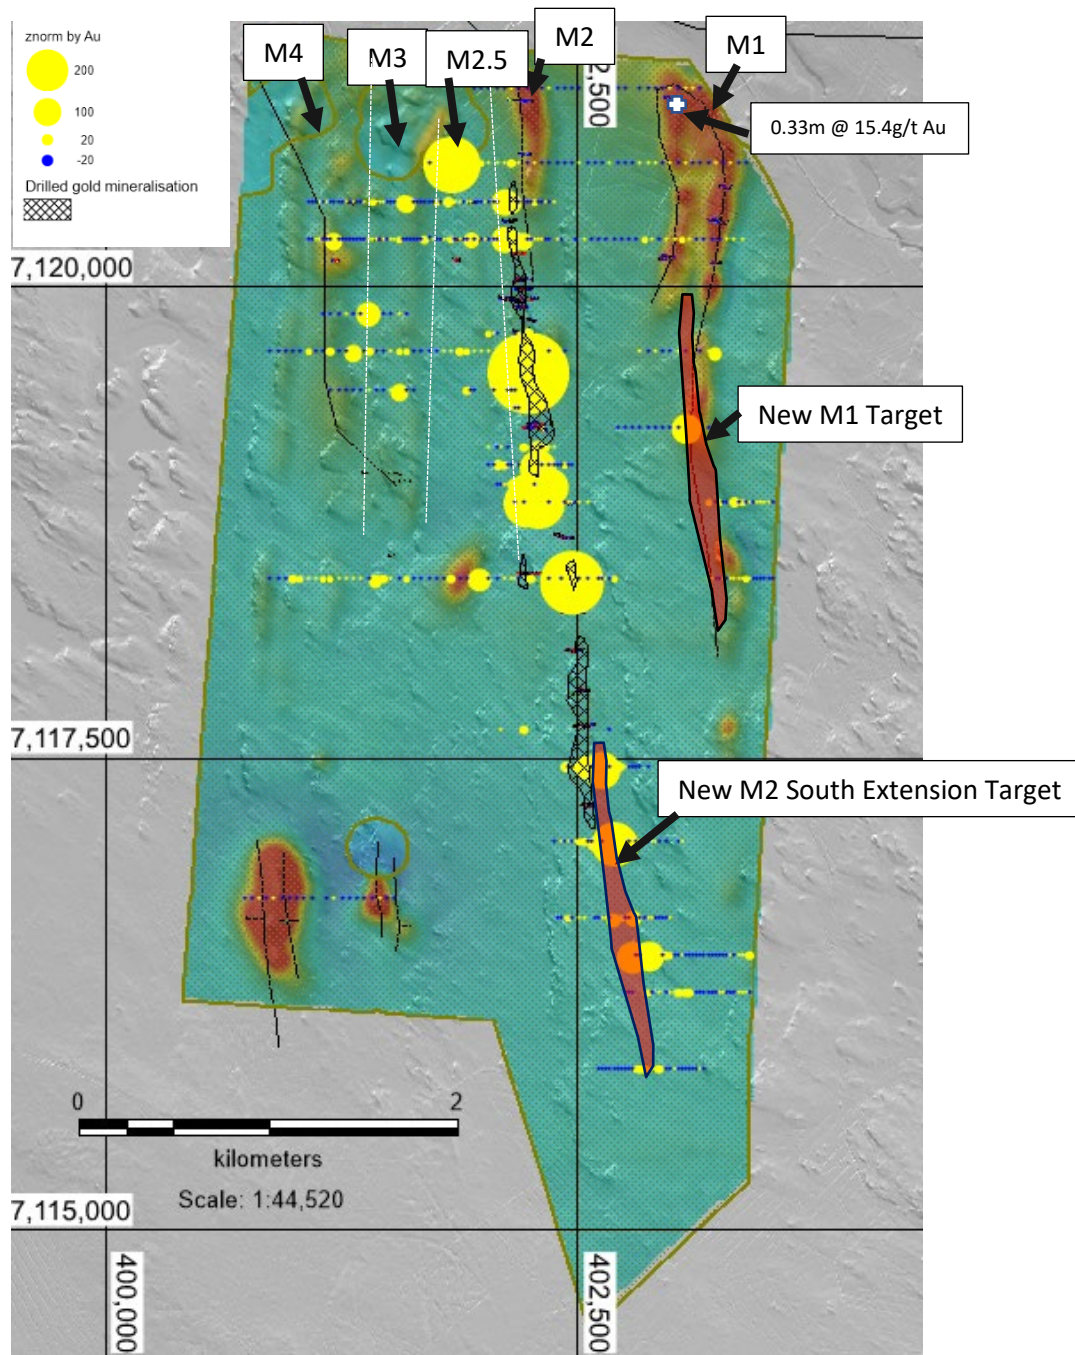 znorm by Au
200
100
20
-20
Drilled gold mineralisation
M4
M3
M2.5
M2
M1
2,500
0.33m @ 15.4g/t Au
7,120,000
New M1 Target
7,117,500
New M2 South Extension Target
0
2
kilometers
Scale: 1:44,520
7,115,000
400,000
402,500